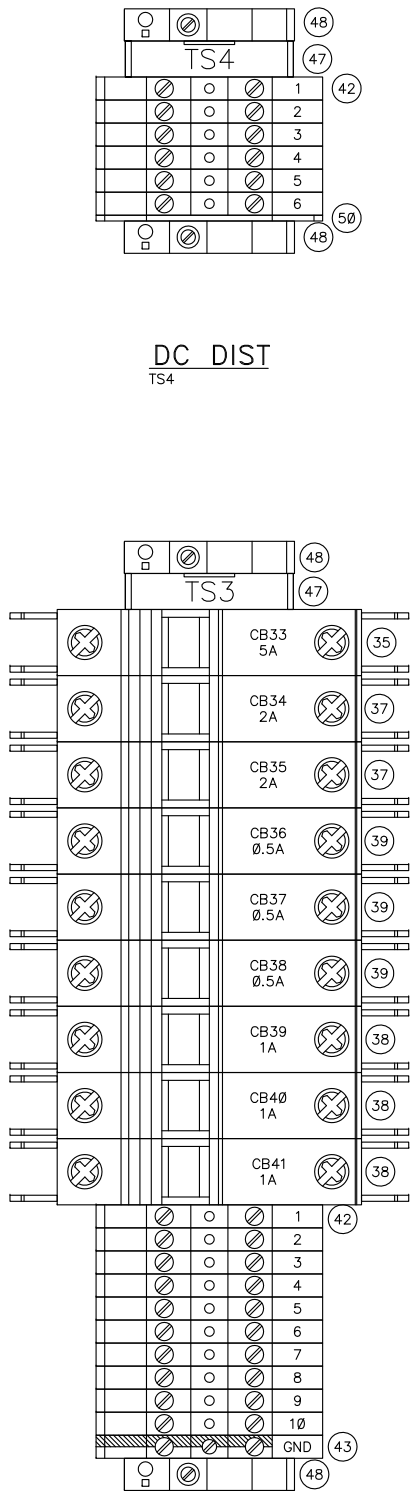 48
TS4
47
1 42
2
3
4
5
6
5Ø
48
DC DIST
TS4
48
TS3
47
CB33
5A
35
CB34
2A
37
CB35
2A
37
CB36
Ø.5A
39
CB37
Ø.5A
39
CB38
Ø.5A
39
CB39
1A
38
CB4Ø
1A
38
CB41
1A
38
1 42
2
3
4
5
6
7
8
9
1Ø
GND 43
48